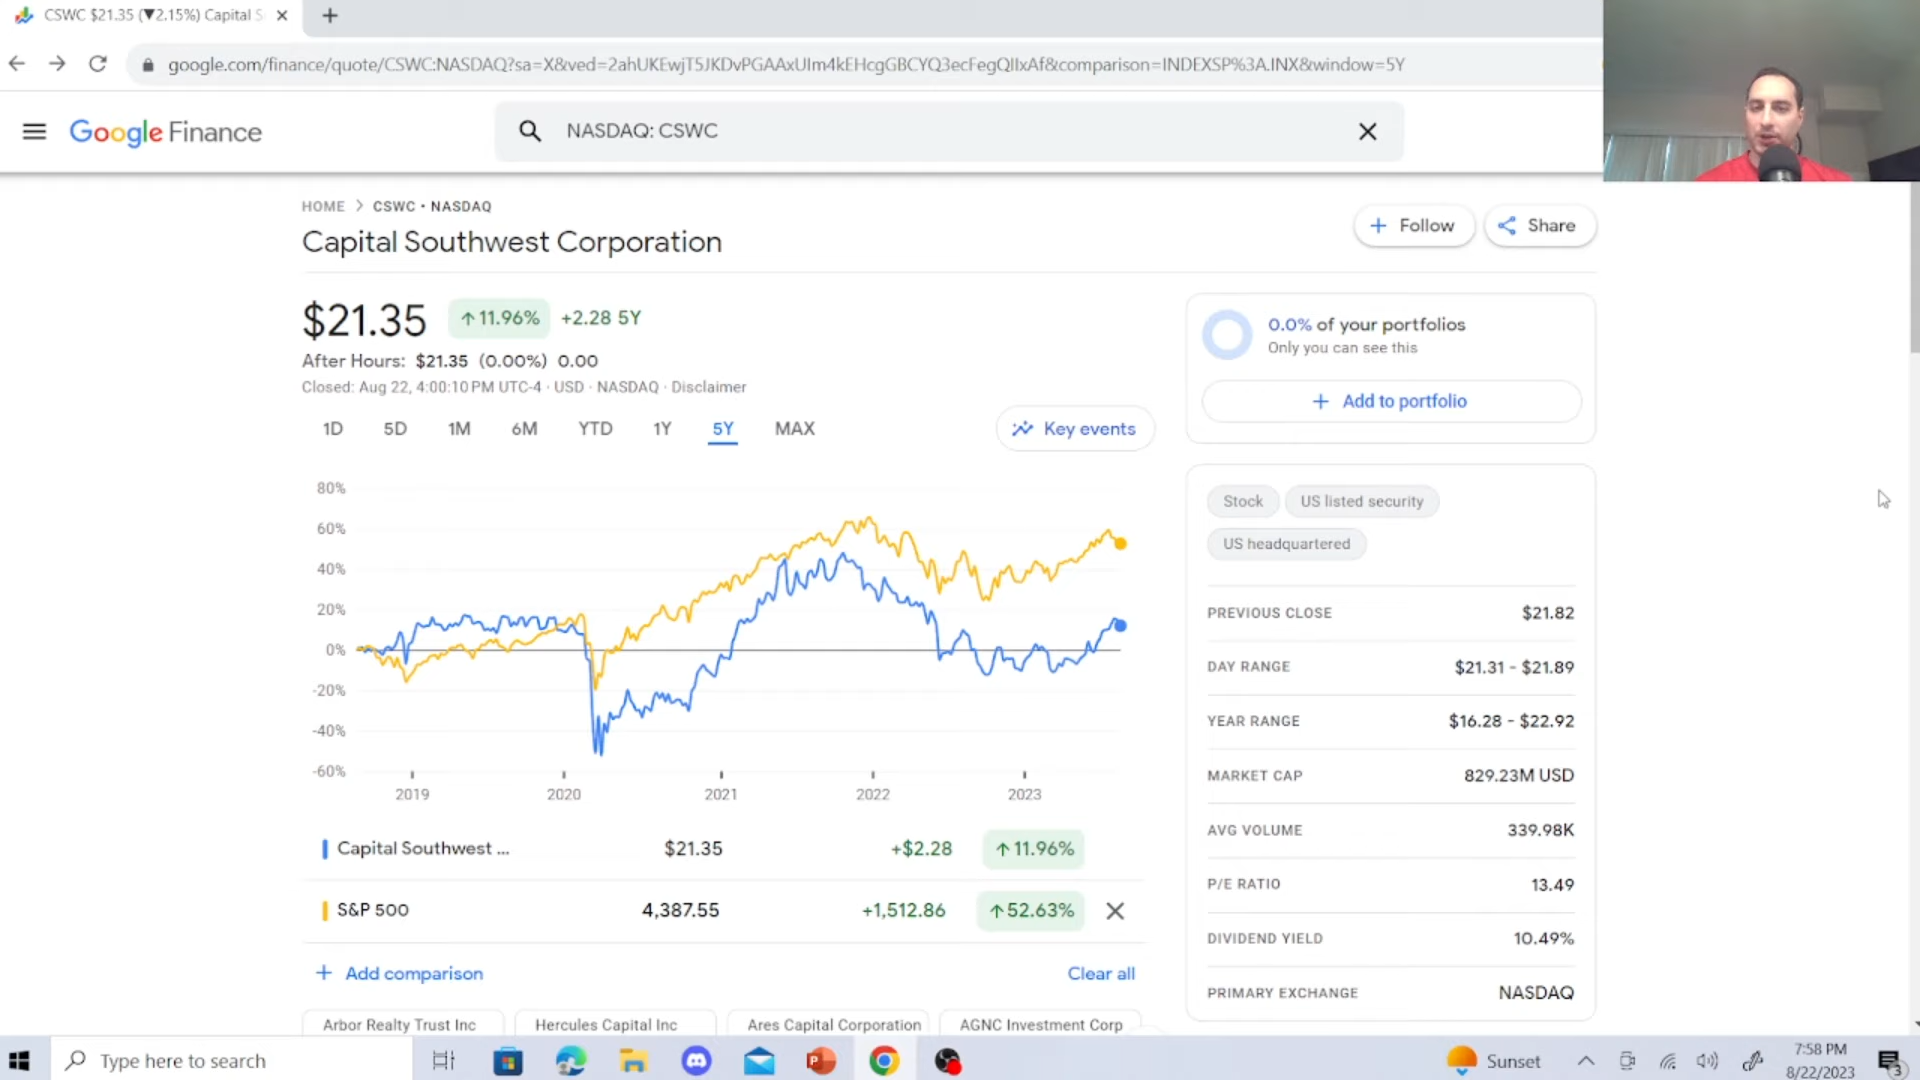 CSWC $21.35 (▼2.15%) Capital S
google.com/finance/quote/CSWC:NASDAQ?sa=X&ved=2ahUKEwjT5JKDvPGAAxUIm4kEHcgGBCYQ3ecFegQIIxAf&comparison=INDEXSP%3A.INX&window=5Y
Google Finance
NASDAQ: CSWC
HOME > CSWC • NASDAQ
Capital Southwest Corporation
+ Follow
Share
$21.35 ↑11.96% +2.28 5Y
After Hours: $21.35 (0.00%) 0.00
Closed: Aug 22, 4:00:10 PM UTC-4 · USD · NASDAQ · Disclaimer
1D 5D 1M 6M YTD 1Y 5Y MAX
Key events
80%
60%
40%
20%
0%
-20%
-40%
-60%
2019 2020 2021 2022 2023
Capital Southwest ... $21.35 +$2.28 ↑11.96%
S&P 500 4,387.55 +1,512.86 ↑52.63%
+ Add comparison Clear all
Arbor Realty Trust Inc Hercules Capital Inc Ares Capital Corporation AGNC Investment Corp
0.0% of your portfolios
Only you can see this
+ Add to portfolio
Stock US listed security
US headquartered
PREVIOUS CLOSE $21.82
DAY RANGE $21.31 - $21.89
YEAR RANGE $16.28 - $22.92
MARKET CAP 829.23M USD
AVG VOLUME 339.98K
P/E RATIO 13.49
DIVIDEND YIELD 10.49%
PRIMARY EXCHANGE NASDAQ
Type here to search
Sunset
7:58 PM
8/22/2023
3